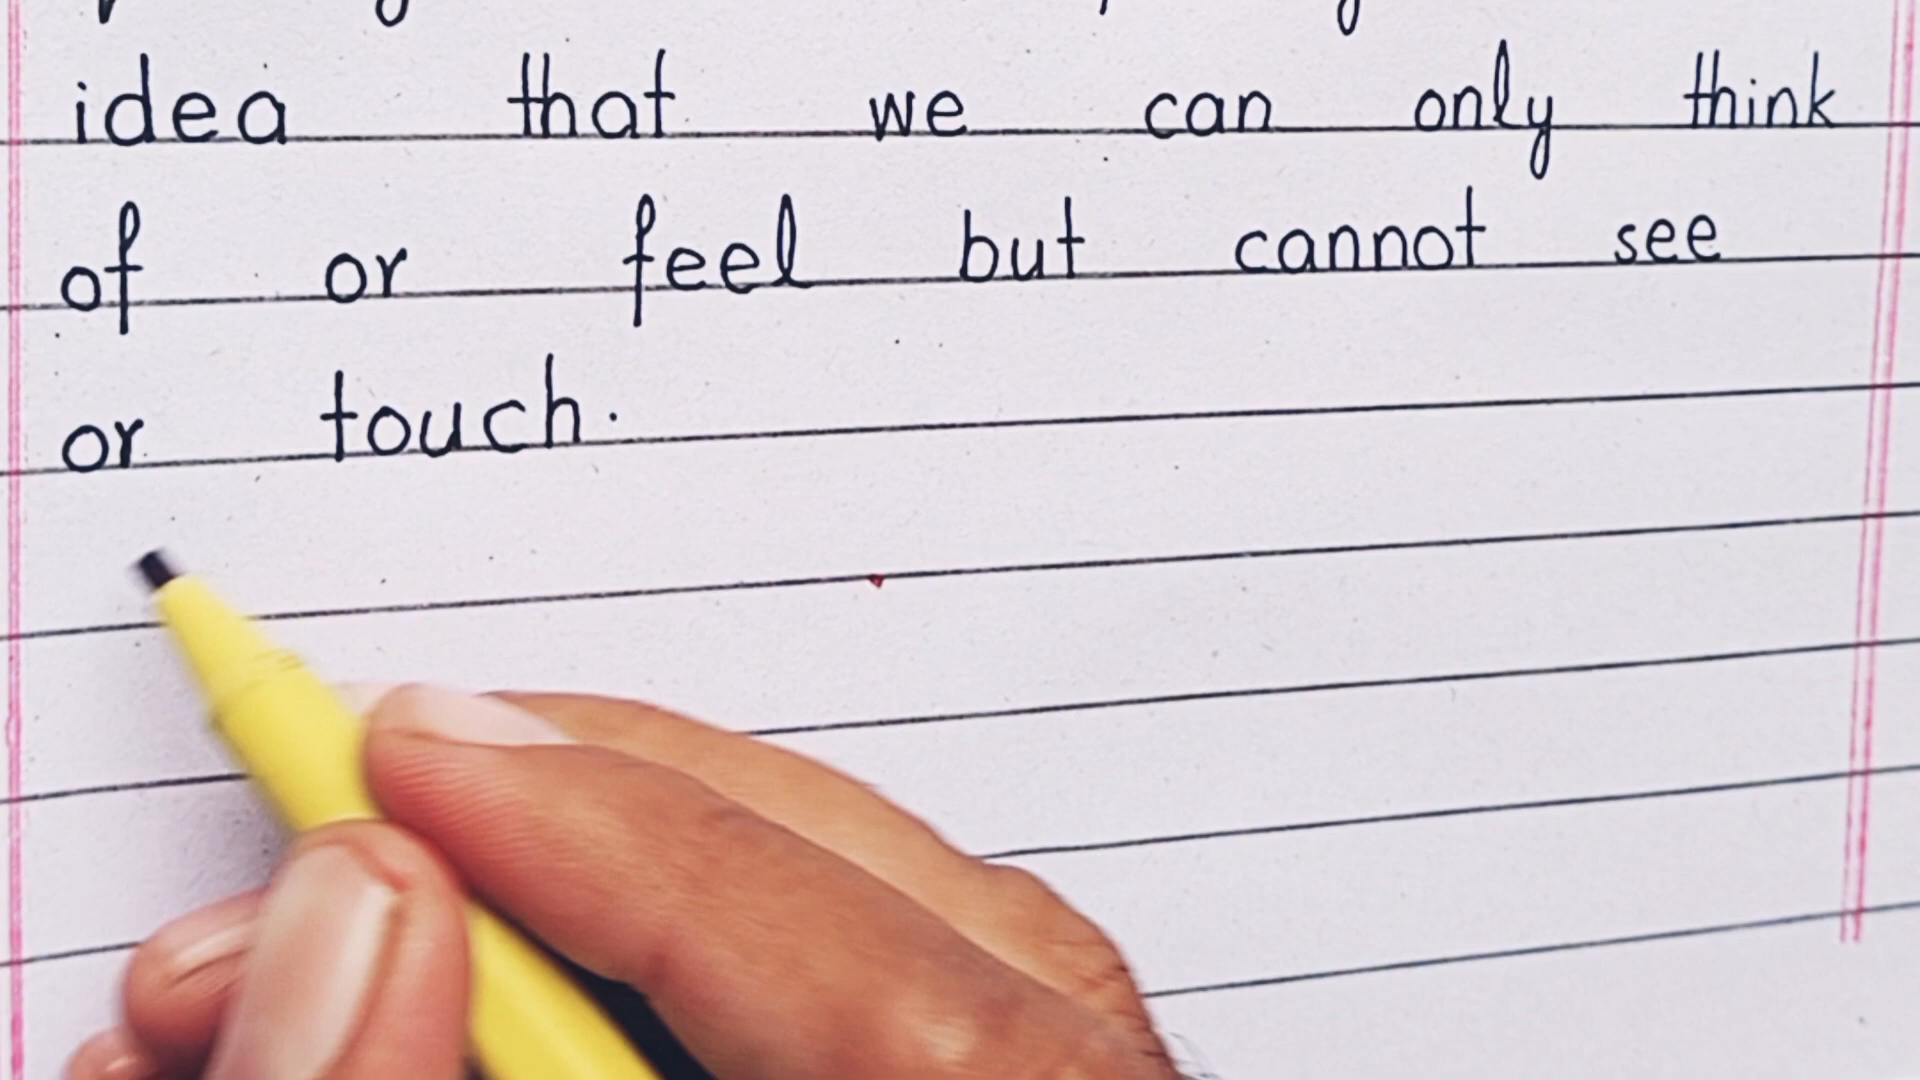 idea that we can only think
of or feel but cannot see
or touch.